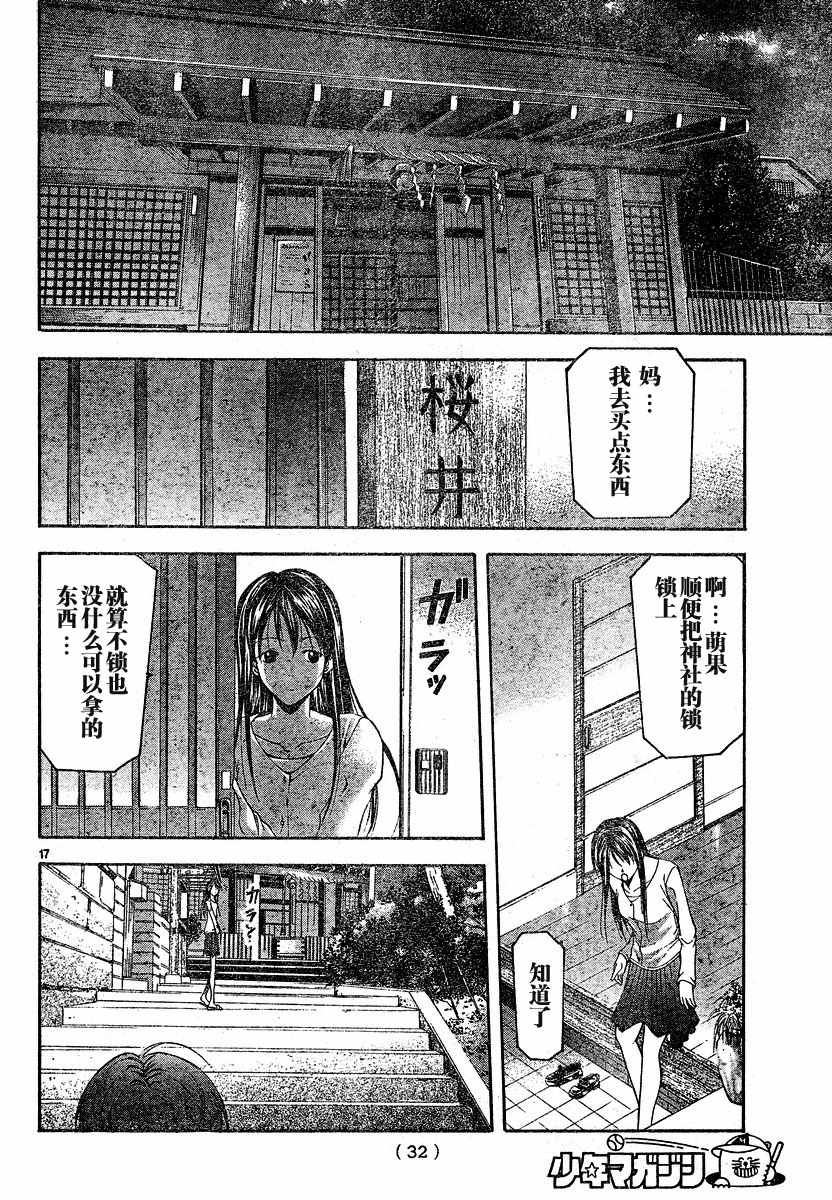 妈…
我去买点东西
桜井
啊…萌果
顺便把神社的锁
锁上
知道了
ガラッ
就算不锁也
没什么可以拿的
东西…
17
ガラッ
(32)
少年マガジン